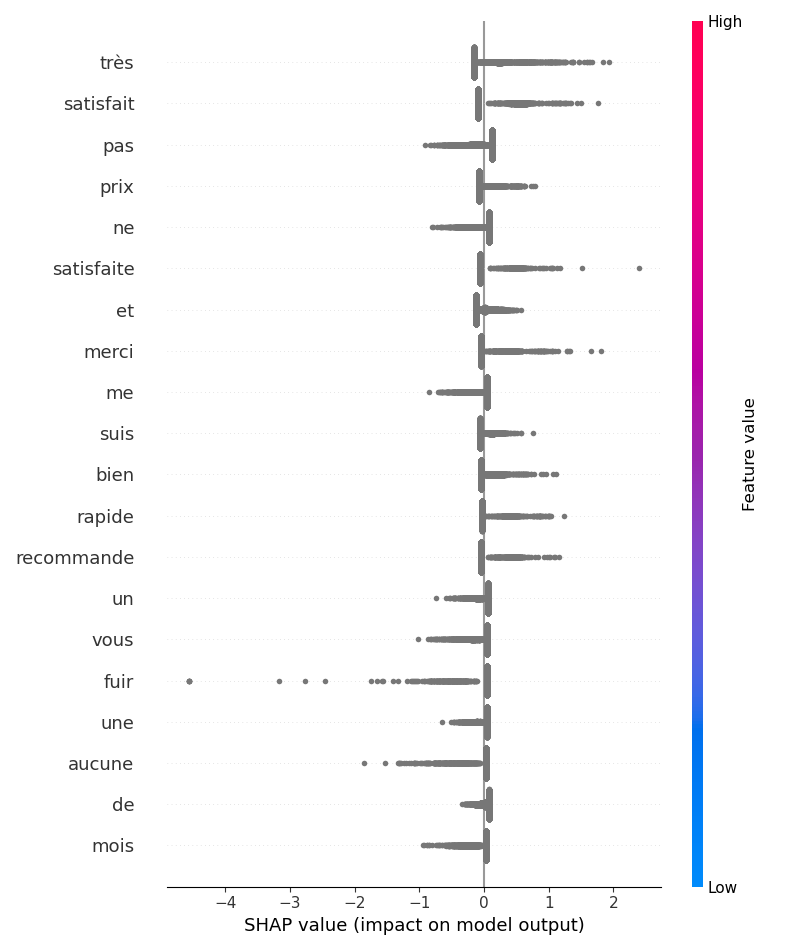 High
très
satisfait
pas
prix
ne
satisfaite
et
merci
me
suis
bien
rapide
recommande
un
vous
fuir
une
aucune
de
mois
Feature value
Low
−4 −3 −2 −1 0 1 2
SHAP value (impact on model output)